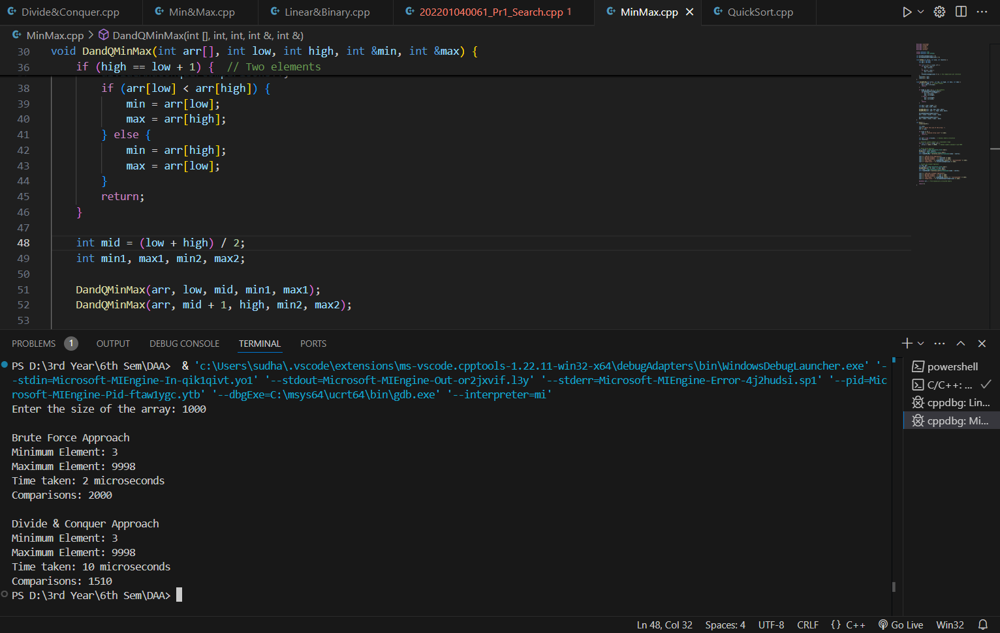 Divide&Conquer.cpp Min&Max.cpp Linear&Binary.cpp 202201040061_Pr1_Search.cpp 1 MinMax.cpp QuickSort.cpp
MinMax.cpp > DandQMinMax(int [], int, int, int &, int &)
30 void DandQMinMax(int arr[], int low, int high, int &min, int &max) {
36 if (high == low + 1) { // Two elements
38 if (arr[low] < arr[high]) {
39 min = arr[low];
40 max = arr[high];
41 } else {
42 min = arr[high];
43 max = arr[low];
44 }
45 return;
46 }
47
48 int mid = (low + high) / 2;
49 int min1, max1, min2, max2;
50
51 DandQMinMax(arr, low, mid, min1, max1);
52 DandQMinMax(arr, mid + 1, high, min2, max2);
53
PROBLEMS 1 OUTPUT DEBUG CONSOLE TERMINAL PORTS
PS D:\3rd Year\6th Sem\DAA> & 'c:\Users\sudha\.vscode\extensions\ms-vscode.cpptools-1.22.11-win32-x64\debugAdapters\bin\WindowsDebugLauncher.exe' '-
-stdin=Microsoft-MIEngine-In-qik1qivt.yo1' '--stdout=Microsoft-MIEngine-Out-or2jxvif.l3y' '--stderr=Microsoft-MIEngine-Error-4j2hudsi.sp1' '--pid=Mic
rosoft-MIEngine-Pid-ftaw1ygc.ytb' '--dbgExe=C:\msys64\ucrt64\bin\gdb.exe' '--interpreter=mi'
Enter the size of the array: 1000
Brute Force Approach
Minimum Element: 3
Maximum Element: 9998
Time taken: 2 microseconds
Comparisons: 2000
Divide & Conquer Approach
Minimum Element: 3
Maximum Element: 9998
Time taken: 10 microseconds
Comparisons: 1510
PS D:\3rd Year\6th Sem\DAA>
powershell
C/C++: ...
cppdbg: Lin...
cppdbg: Mi...
Ln 48, Col 32 Spaces: 4 UTF-8 CRLF {} C++ Go Live Win32